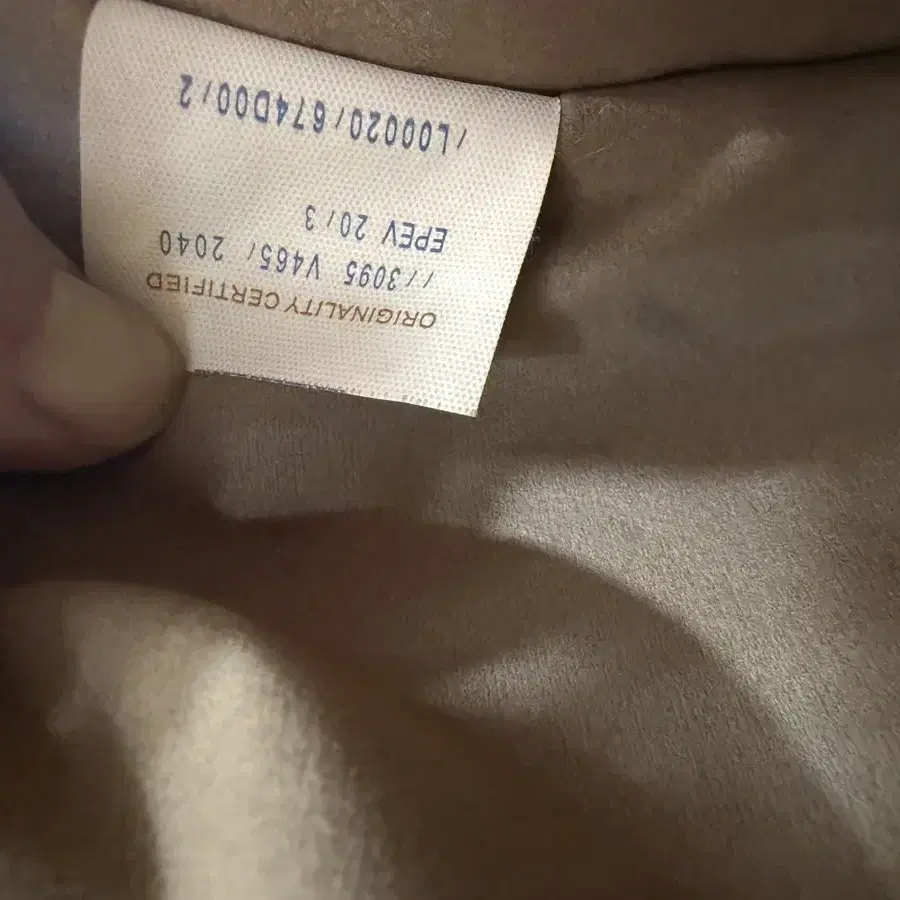 ORIGINALITY CERTIFIED
//3095 V465/ 2040
EPEV 20/3
/L00020/674D00/2